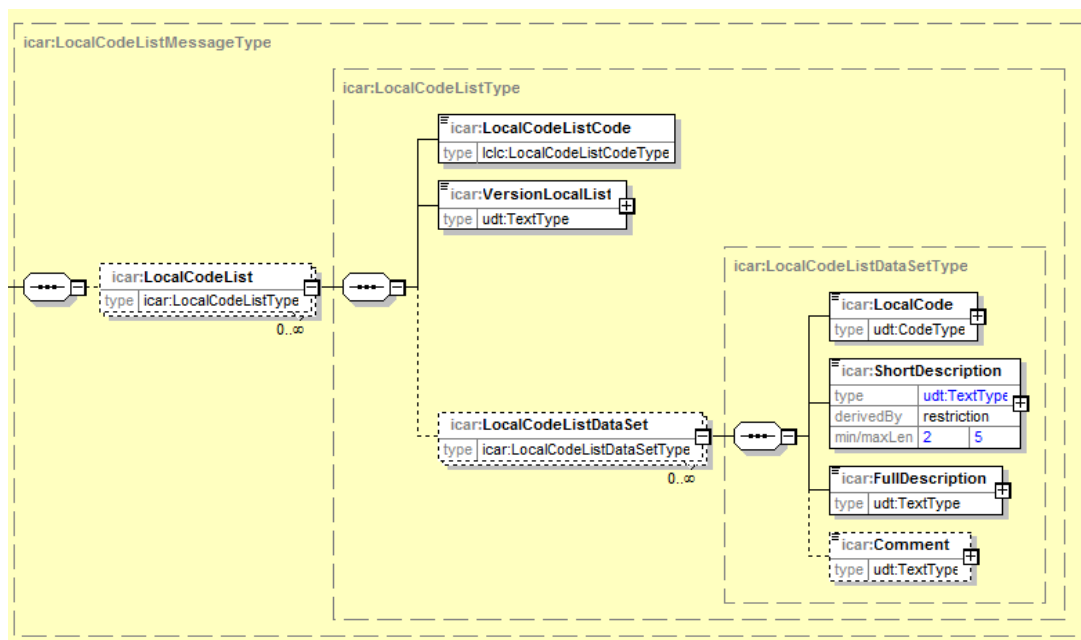 icar:LocalCodeListMessageType
icar:LocalCodeListType
icar:LocalCodeListCode
type lclc:LocalCodeListCodeType
icar:VersionLocalList
type udt:TextType
icar:LocalCodeList
type icar:LocalCodeListType
0..∞
icar:LocalCodeListDataSetType
icar:LocalCode
type udt:CodeType
icar:ShortDescription
type udt:TextType
derivedBy restriction
min/maxLen 2 5
icar:LocalCodeListDataSet
type icar:LocalCodeListDataSetType
0..∞
icar:FullDescription
type udt:TextType
icar:Comment
type udt:TextType